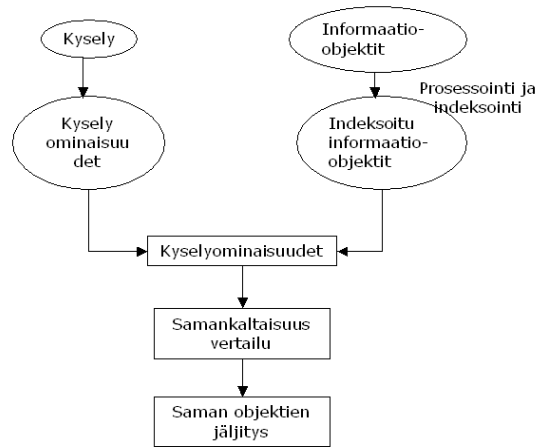 Kysely
Informaatio-
objektit
Prosessointi ja
indeksointi
Kysely
ominaisuu
det
Indeksoitu
informaatio-
objektit
Kyselyominaisuudet
Samankaltaisuus
vertailu
Saman objektien
jäljitys